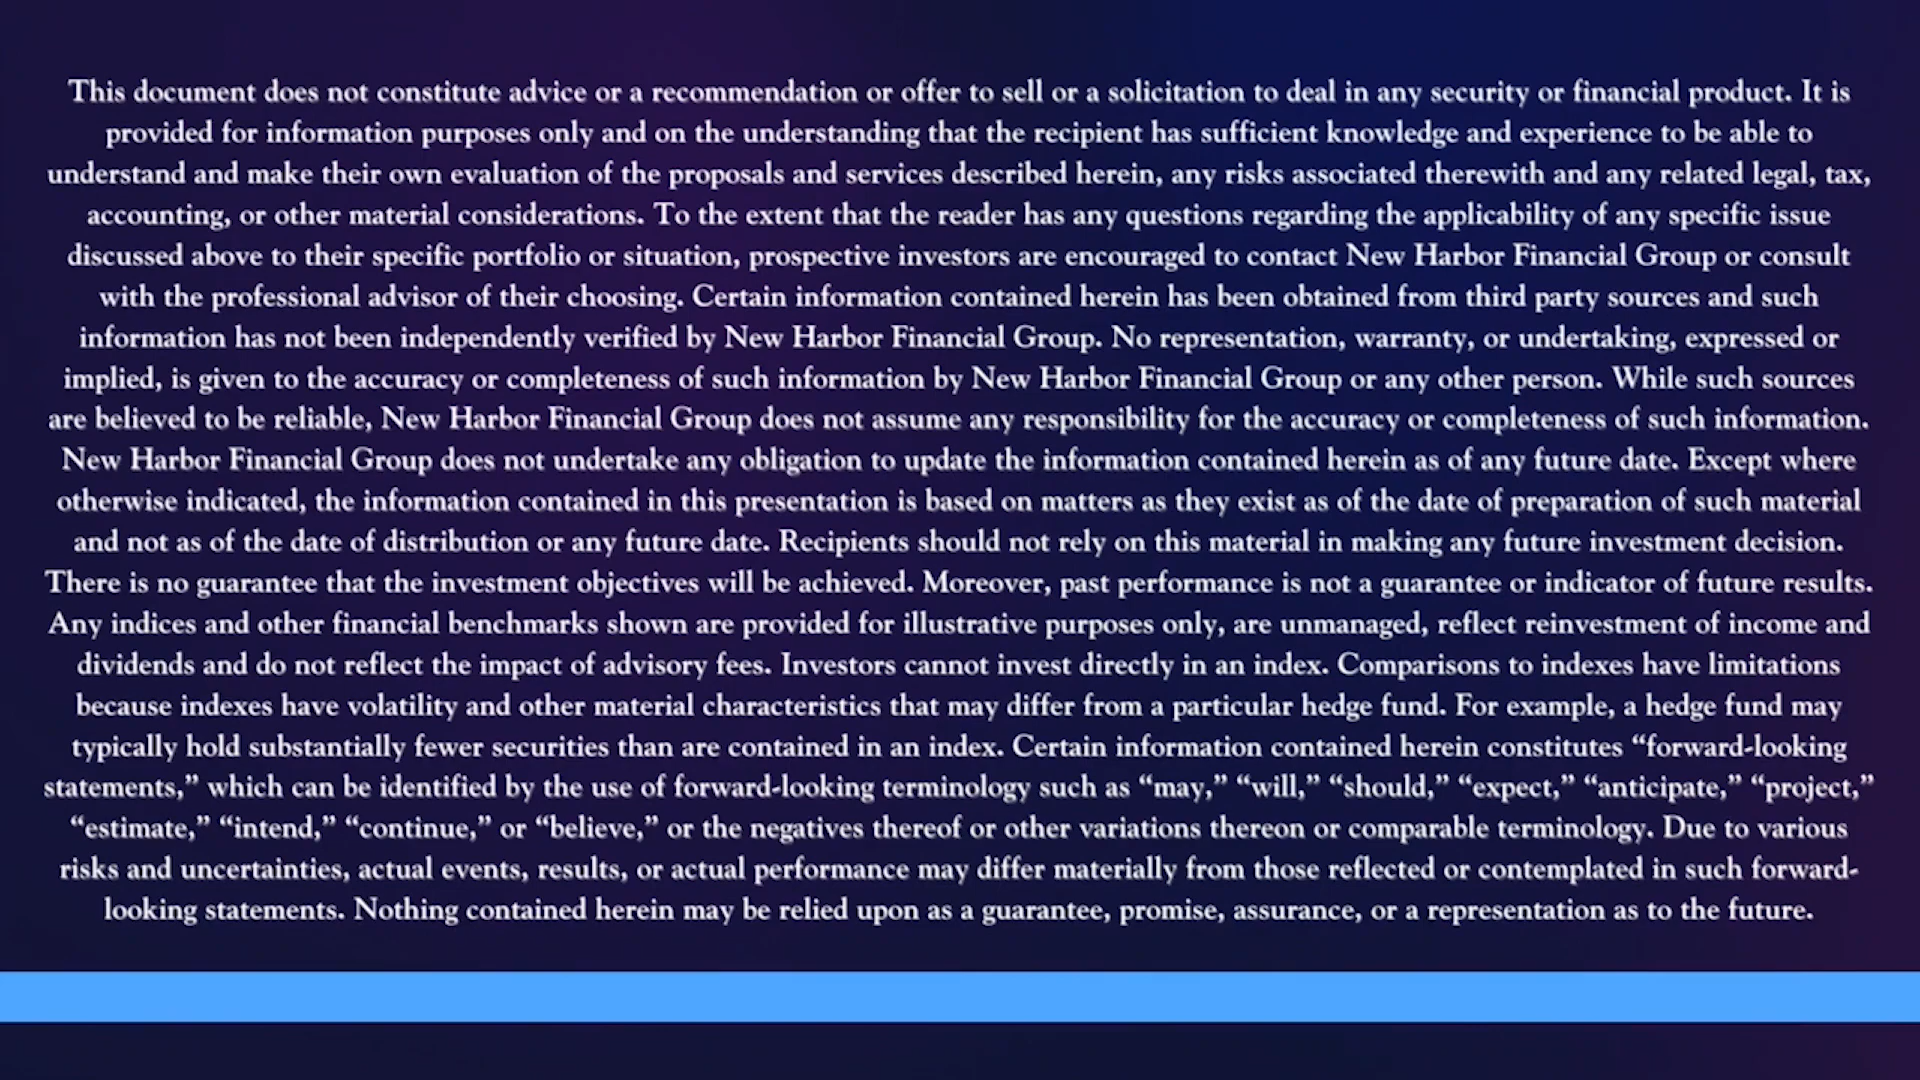 This document does not constitute advice or a recommendation or offer to sell or a solicitation to deal in any security or financial product. It is
provided for information purposes only and on the understanding that the recipient has sufficient knowledge and experience to be able to
understand and make their own evaluation of the proposals and services described herein, any risks associated therewith and any related legal, tax,
accounting, or other material considerations. To the extent that the reader has any questions regarding the applicability of any specific issue
discussed above to their specific portfolio or situation, prospective investors are encouraged to contact New Harbor Financial Group or consult
with the professional advisor of their choosing. Certain information contained herein has been obtained from third party sources and such
information has not been independently verified by New Harbor Financial Group. No representation, warranty, or undertaking, expressed or
implied, is given to the accuracy or completeness of such information by New Harbor Financial Group or any other person. While such sources
are believed to be reliable, New Harbor Financial Group does not assume any responsibility for the accuracy or completeness of such information.
New Harbor Financial Group does not undertake any obligation to update the information contained herein as of any future date. Except where
otherwise indicated, the information contained in this presentation is based on matters as they exist as of the date of preparation of such material
and not as of the date of distribution or any future date. Recipients should not rely on this material in making any future investment decision.
There is no guarantee that the investment objectives will be achieved. Moreover, past performance is not a guarantee or indicator of future results.
Any indices and other financial benchmarks shown are provided for illustrative purposes only, are unmanaged, reflect reinvestment of income and
dividends and do not reflect the impact of advisory fees. Investors cannot invest directly in an index. Comparisons to indexes have limitations
because indexes have volatility and other material characteristics that may differ from a particular hedge fund. For example, a hedge fund may
typically hold substantially fewer securities than are contained in an index. Certain information contained herein constitutes “forward-looking
statements,” which can be identified by the use of forward-looking terminology such as “may,” “will,” “should,” “expect,” “anticipate,” “project,”
“estimate,” “intend,” “continue,” or “believe,” or the negatives thereof or other variations thereon or comparable terminology. Due to various
risks and uncertainties, actual events, results, or actual performance may differ materially from those reflected or contemplated in such forward-
looking statements. Nothing contained herein may be relied upon as a guarantee, promise, assurance, or a representation as to the future.